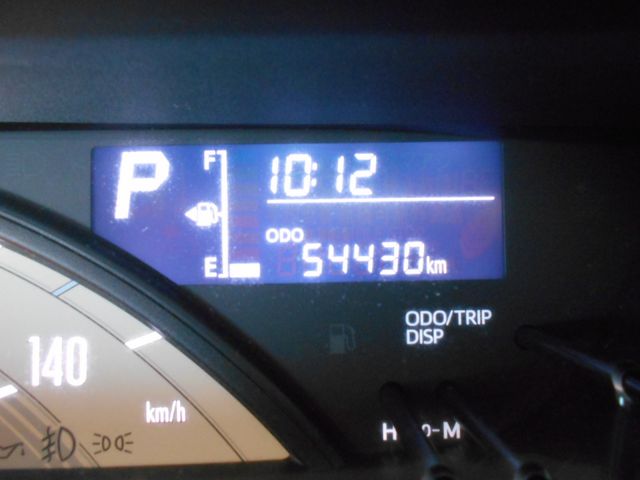 P
F
10:12
ODO
E
54430km
ODO/TRIP
DISP
140
km/h